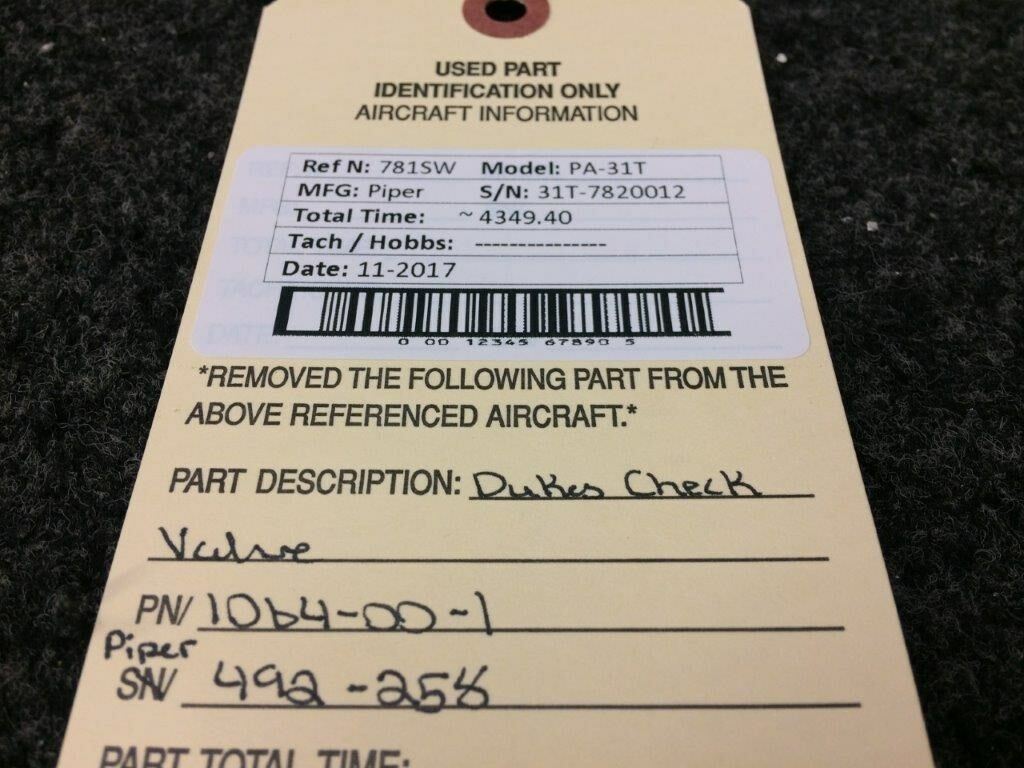 USED PART
IDENTIFICATION ONLY
AIRCRAFT INFORMATION
Ref N: 781SW Model: PA-31T
MFG: Piper S/N: 31T-7820012
Total Time: ~ 4349.40
Tach / Hobbs: ---------------
Date: 11-2017
0 00 12345 67890 5
*REMOVED THE FOLLOWING PART FROM THE
ABOVE REFERENCED AIRCRAFT.*
PART DESCRIPTION: Dukes Check
Valve
PN/ 1064-00-1
Piper
SN/ 492-258
PART TOTAL TIME: